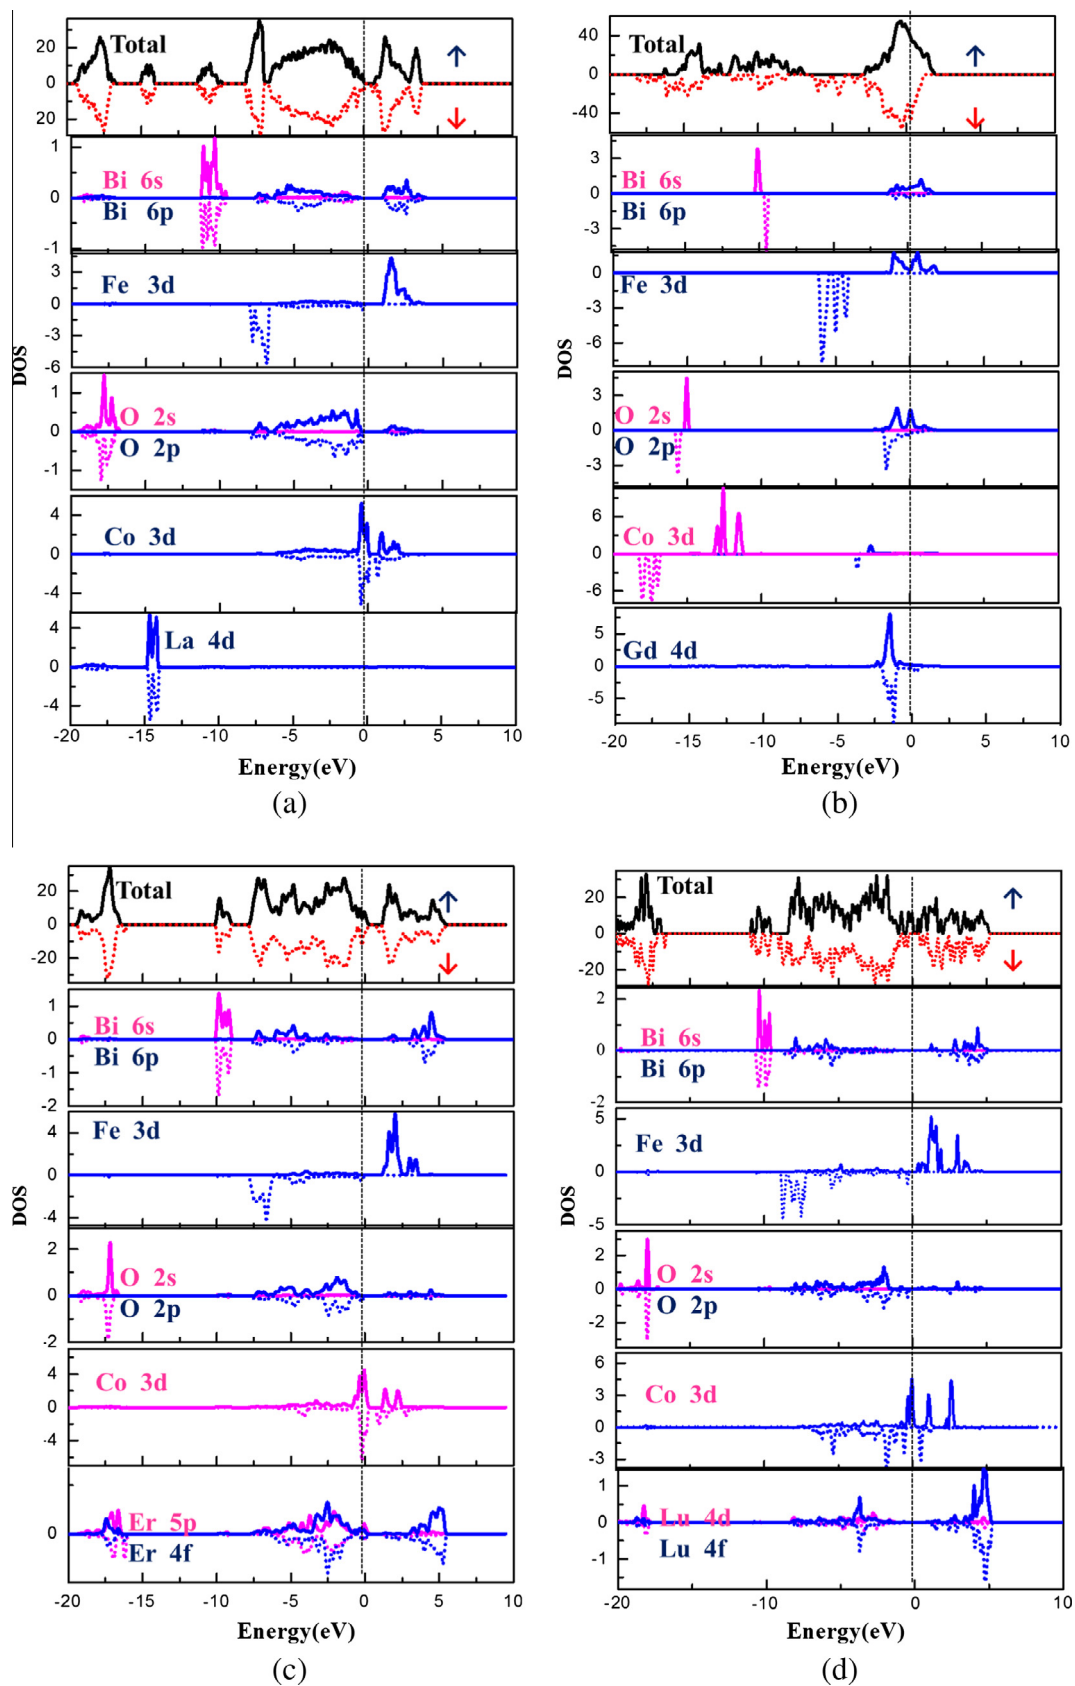 Total
20
0
20
↑
↓
Bi 6s
Bi 6p
1
0
-1
Fe 3d
3
0
-3
-6
DOS
O 2s
O 2p
1
0
-1
Co 3d
4
0
-4
La 4d
4
0
-4
-20 -15 -10 -5 0 5 10
Energy(eV)
(a)
Total
40
0
-40
↑
↓
Bi 6s
Bi 6p
3
0
-3
Fe 3d
0
-3
-6
DOS
O 2s
O 2p
3
0
-3
Co 3d
6
0
-6
Gd 4d
5
0
-5
-20 -15 -10 -5 0 5 10
Energy(eV)
(b)
Total
20
0
-20
↑
↓
Bi 6s
Bi 6p
1
0
-1
-2
Fe 3d
4
0
-4
DOS
O 2s
O 2p
2
0
-2
Co 3d
4
0
-4
Er 5p
Er 4f
0
-20 -15 -10 -5 0 5 10
Energy(eV)
(c)
Total
20
0
-20
↑
↓
Bi 6s
Bi 6p
2
0
-2
Fe 3d
5
0
-5
DOS
O 2s
O 2p
2
0
-2
Co 3d
6
3
0
-3
Lu 4d
Lu 4f
1
0
-1
-20 -10 -5 0 5 10
Energy(eV)
(d)